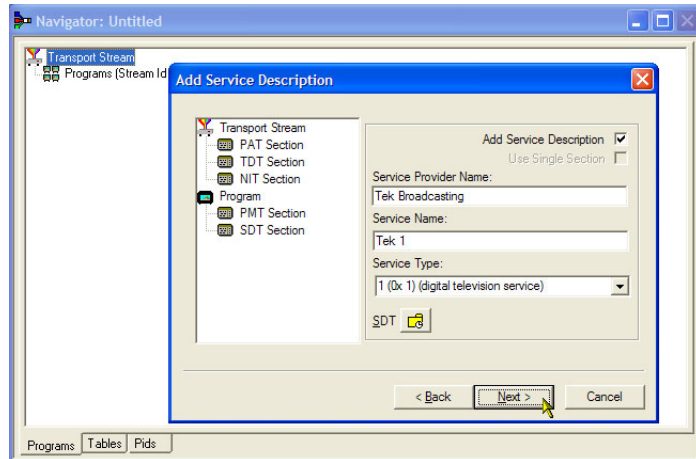 Navigator: Untitled
Transport Stream
Programs (Stream Id
Add Service Description
Transport Stream
PAT Section
TDT Section
NIT Section
Program
PMT Section
SDT Section
Add Service Description
Use Single Section
Service Provider Name:
Tek Broadcasting
Service Name:
Tek 1
Service Type:
1 (0x 1) (digital television service)
SDT
< Back
Next >
Cancel
Programs
Tables
Pids